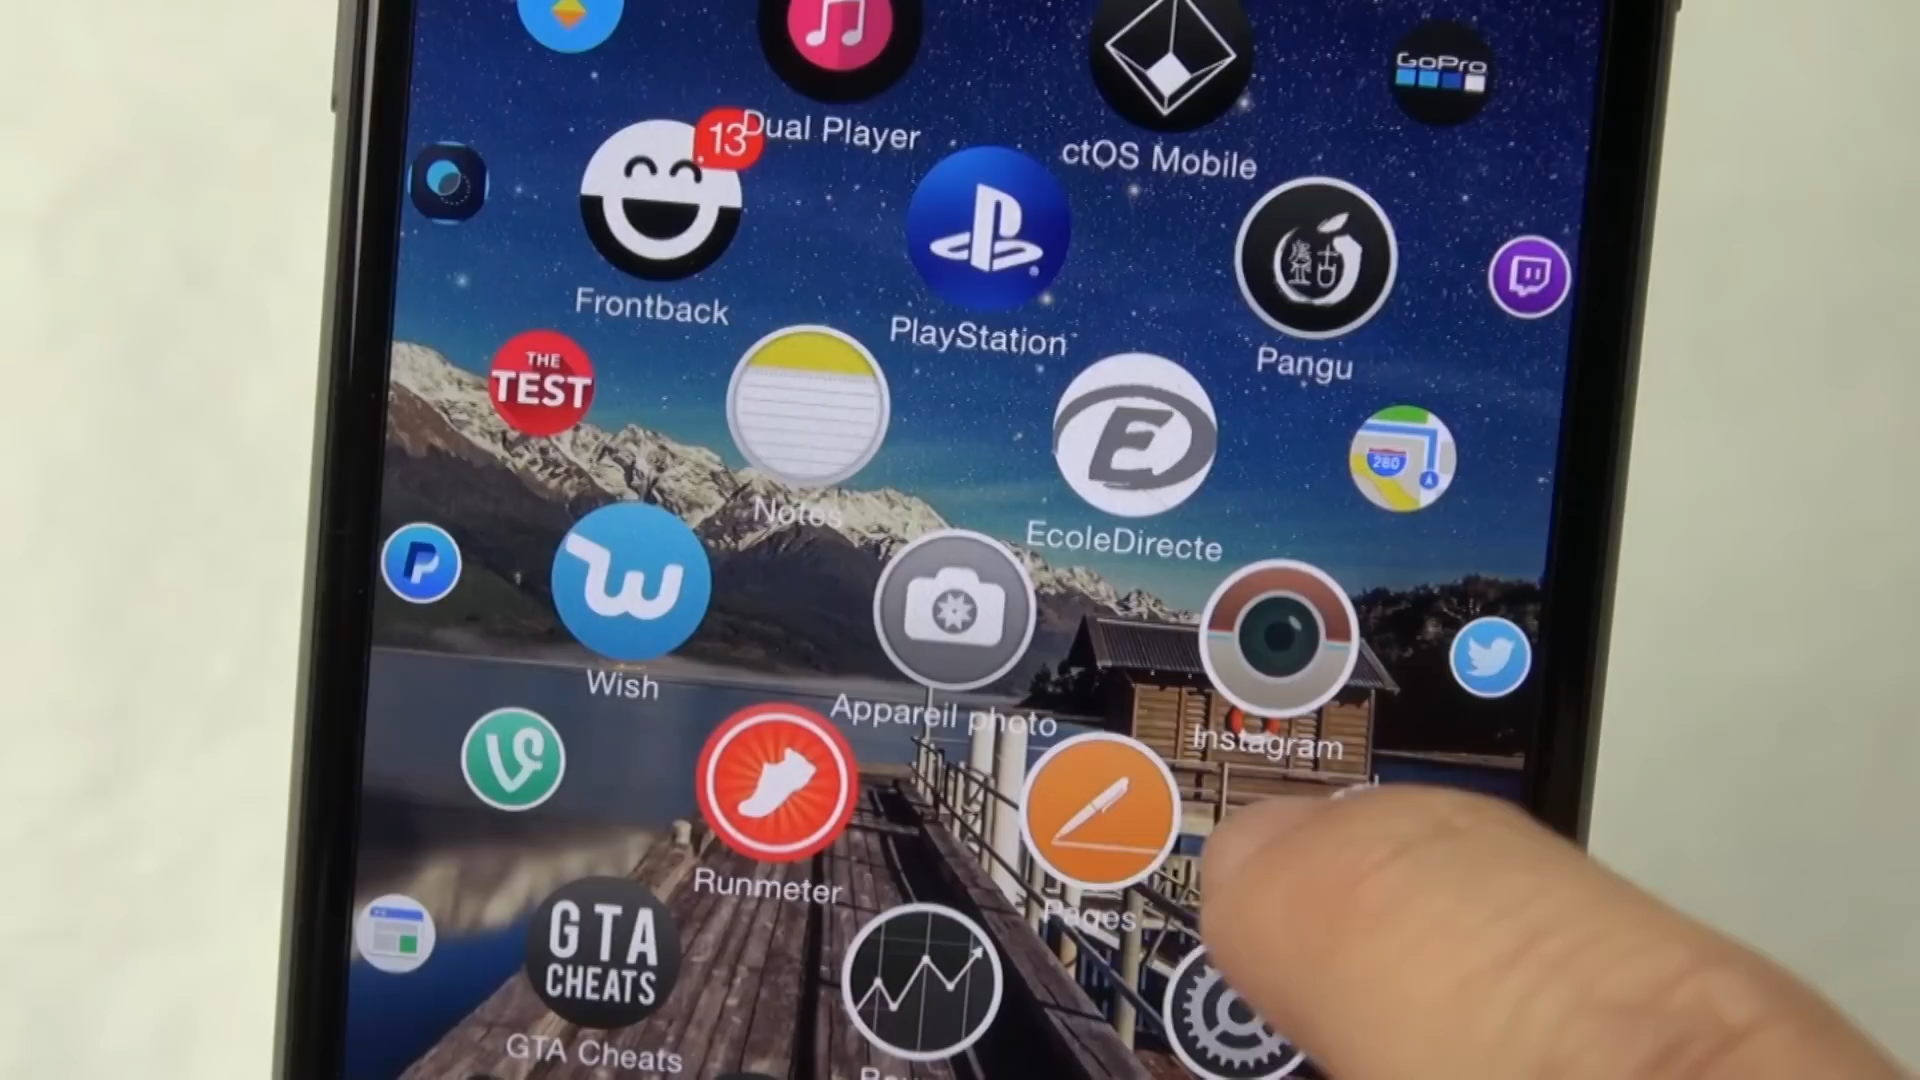 GoPro
13
Dual Player
ctOS Mobile
Frontback
PlayStation
Pangu
THE
TEST
280
Notes
EcoleDirecte
Wish
Appareil photo
Instagram
Runmeter
Pages
GTA
CHEATS
GTA Cheats